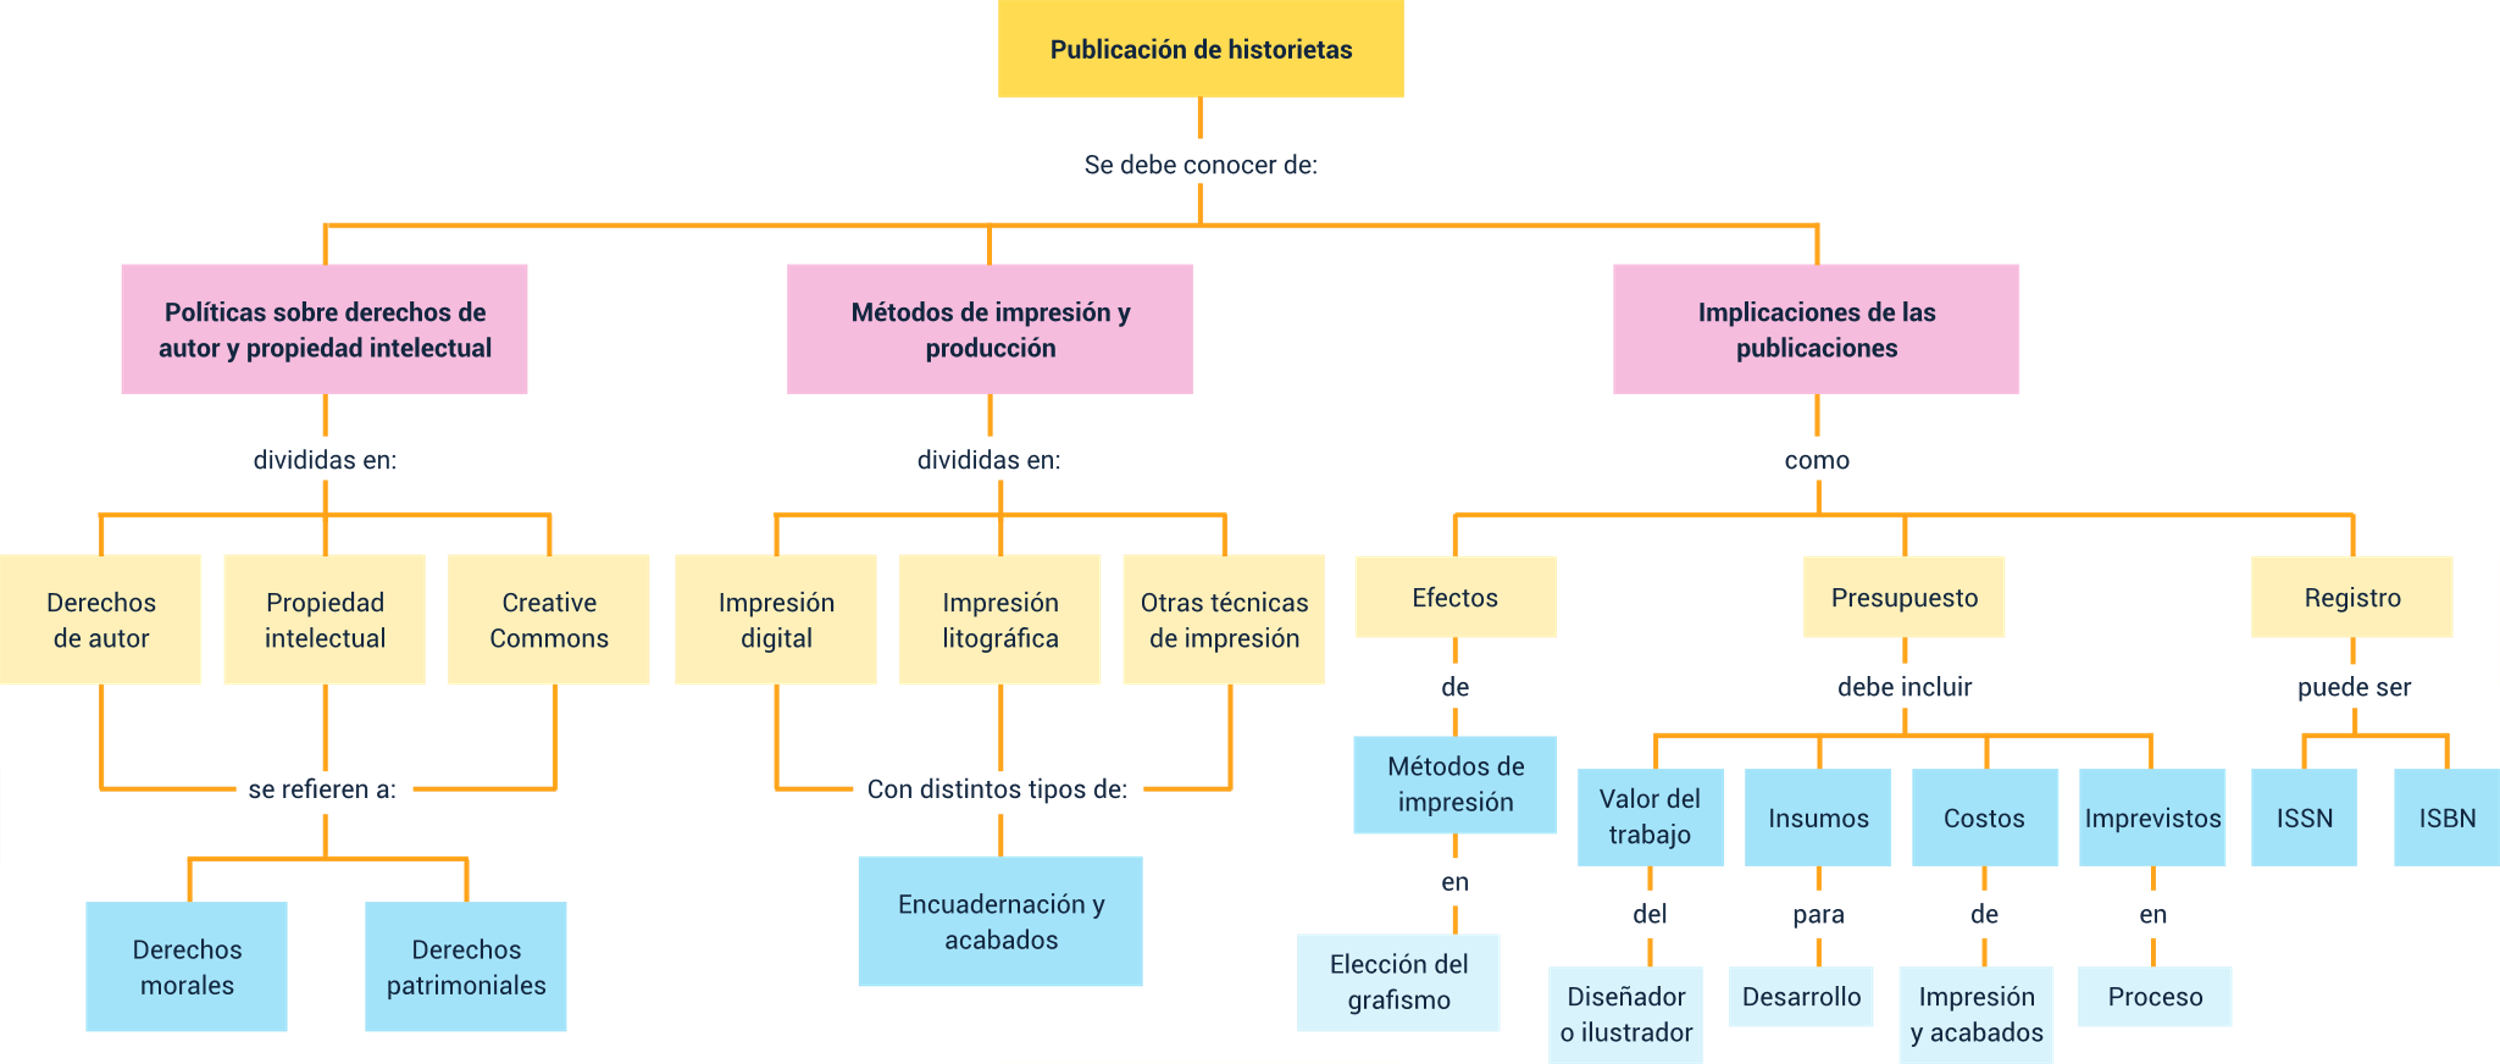 Publicación de historietas
Se debe conocer de:
Políticas sobre derechos de
autor y propiedad intelectual
divididas en:
Derechos
de autor
Propiedad
intelectual
Creative
Commons
se refieren a:
Derechos
morales
Derechos
patrimoniales
Métodos de impresión y
producción
divididas en:
Impresión
digital
Impresión
litográfica
Otras técnicas
de impresión
Con distintos tipos de:
Encuadernación y
acabados
Implicaciones de las
publicaciones
como
Efectos
de
Métodos de
impresión
en
Elección del
grafismo
Presupuesto
debe incluir
Valor del
trabajo
del
Diseñador
o ilustrador
Insumos
para
Desarrollo
Costos
de
Impresión
y acabados
Imprevistos
en
Proceso
Registro
puede ser
ISSN
ISBN